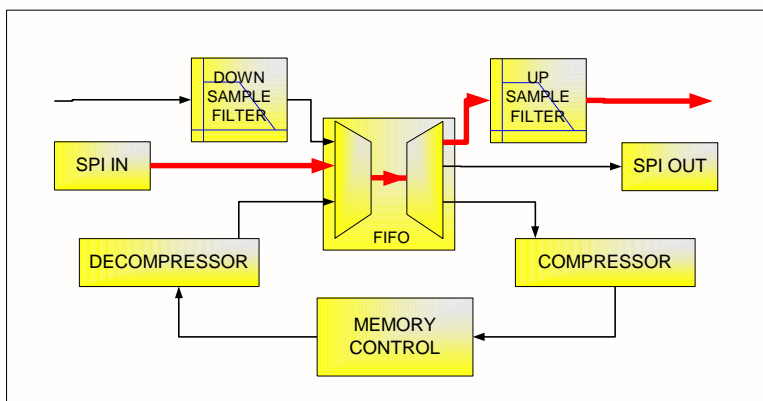 DOWN
SAMPLE
FILTER
UP
SAMPLE
FILTER
SPI IN
SPI OUT
FIFO
DECOMPRESSOR
COMPRESSOR
MEMORY
CONTROL